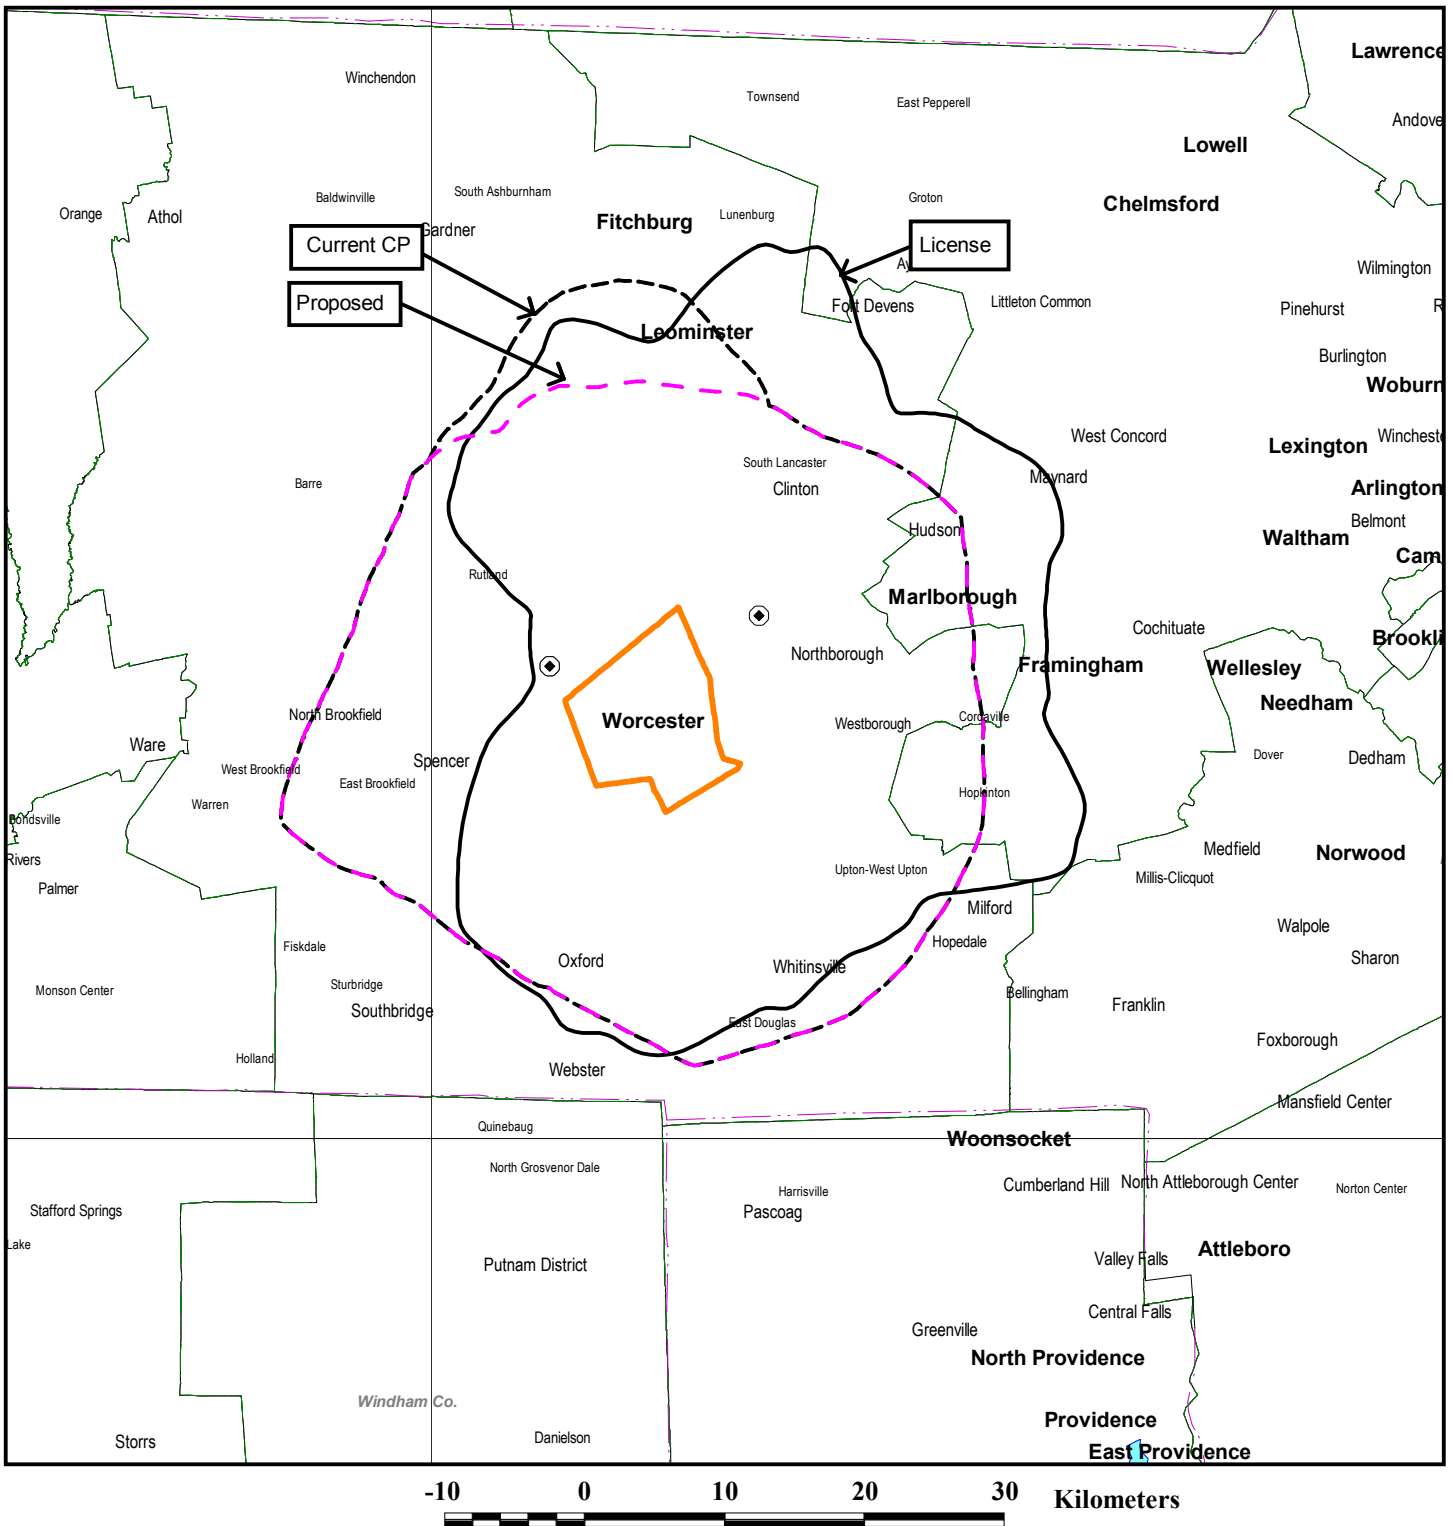 Lawrence
Winchendon
Townsend
East Pepperell
Andove
Lowell
Baldwinville
South Ashburnham
Groton
Chelmsford
Orange
Athol
Fitchburg
Lunenburg
Gardner
Current CP
License
Ay
Wilmington
Proposed
Fort Devens
Littleton Common
Pinehurst
R
Leominster
Burlington
Woburn
West Concord
Lexington
Wincheste
South Lancaster
Maynard
Barre
Clinton
Arlington
Belmont
Hudson
Waltham
Cam
Rutland
Marlborough
Cochituate
Brookli
Northborough
Framingham
Wellesley
Needham
North Brookfield
Worcester
Westborough
Cordaville
Ware
Spencer
Dover
Dedham
West Brookfield
East Brookfield
Hopkinton
Warren
Bondsville
Rivers
Medfield
Norwood
Upton-West Upton
Millis-Clicquot
Palmer
Milford
Walpole
Fiskdale
Hopedale
Oxford
Whitinsville
Sharon
Monson Center
Sturbridge
Bellingham
Southbridge
Franklin
East Douglas
Foxborough
Holland
Webster
Mansfield Center
Quinebaug
Woonsocket
North Grosvenor Dale
Cumberland Hill
North Attleborough Center
Norton Center
Harrisville
Stafford Springs
Pascoag
Lake
Attleboro
Putnam District
Valley Falls
Central Falls
Greenville
North Providence
Windham Co.
Providence
Storrs
Danielson
East Providence
-10 0 10 20 30 Kilometers